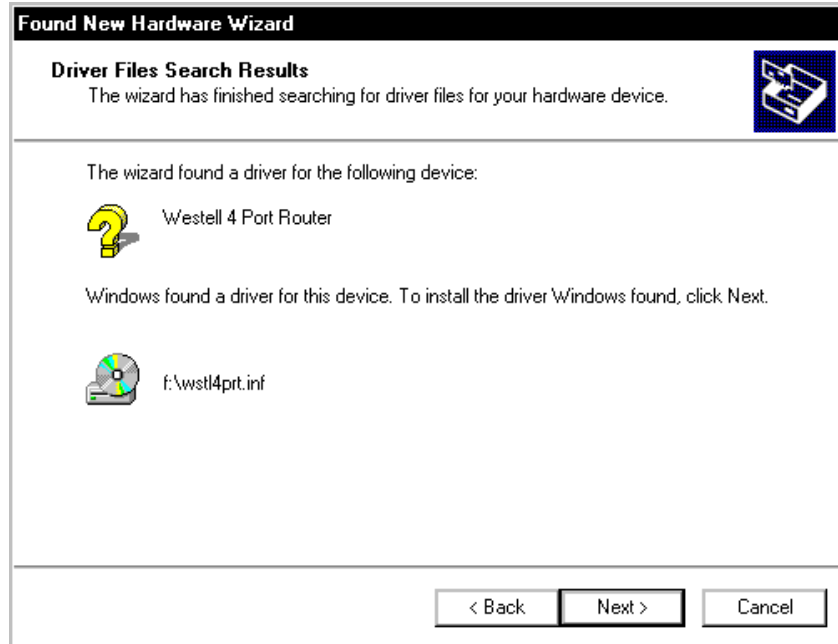 Found New Hardware Wizard
Driver Files Search Results
The wizard has finished searching for driver files for your hardware device.
The wizard found a driver for the following device:
Westell 4 Port Router
Windows found a driver for this device. To install the driver Windows found, click Next.
f:\wstl4prt.inf
< Back
Next >
Cancel